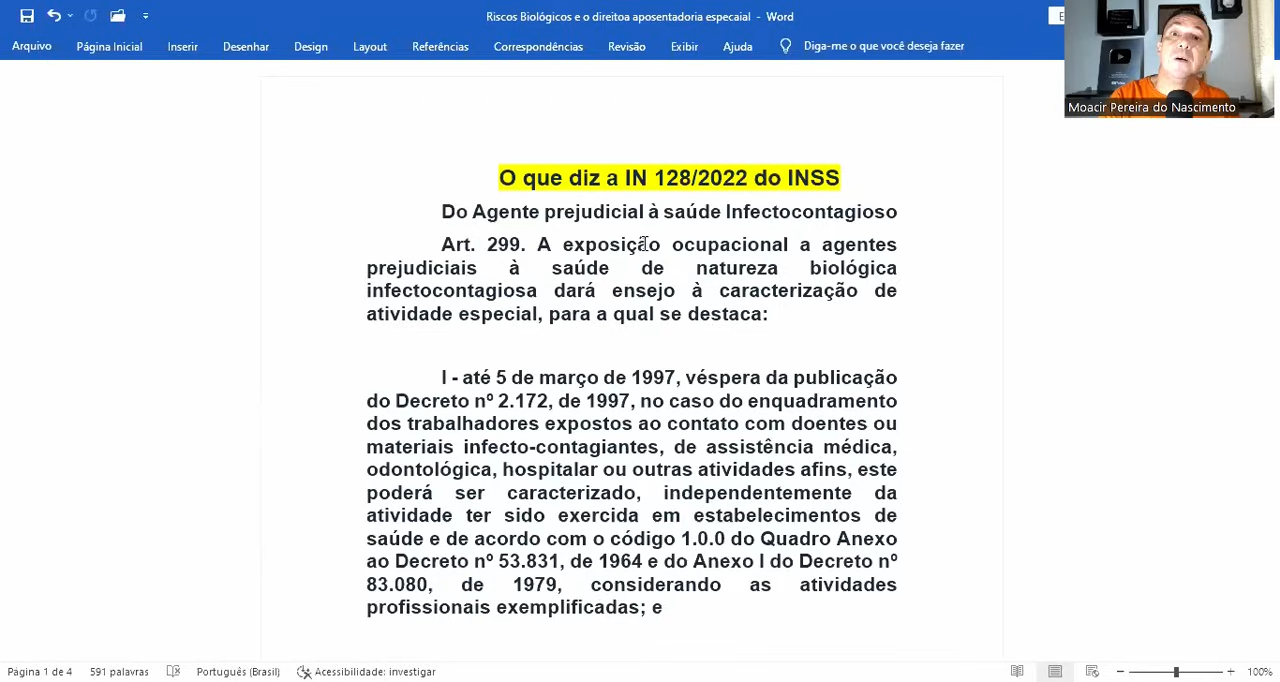 Riscos Biológicos e o direitoa aposentadoria especaial - Word
Arquivo Página Inicial Inserir Desenhar Design Layout Referências Correspondências Revisão Exibir Ajuda Diga-me o que você deseja fazer
Moacir Pereira do Nascimento
O que diz a IN 128/2022 do INSS
Do Agente prejudicial à saúde Infectocontagioso
Art. 299. A exposição ocupacional a agentes
prejudiciais à saúde de natureza biológica
infectocontagiosa dará ensejo à caracterização de
atividade especial, para a qual se destaca:
I - até 5 de março de 1997, véspera da publicação
do Decreto nº 2.172, de 1997, no caso do enquadramento
dos trabalhadores expostos ao contato com doentes ou
materiais infecto-contagiantes, de assistência médica,
odontológica, hospitalar ou outras atividades afins, este
poderá ser caracterizado, independentemente da
atividade ter sido exercida em estabelecimentos de
saúde e de acordo com o código 1.0.0 do Quadro Anexo
ao Decreto nº 53.831, de 1964 e do Anexo I do Decreto nº
83.080, de 1979, considerando as atividades
profissionais exemplificadas; e
Página 1 de 4 591 palavras Português (Brasil) Acessibilidade: investigar 100%